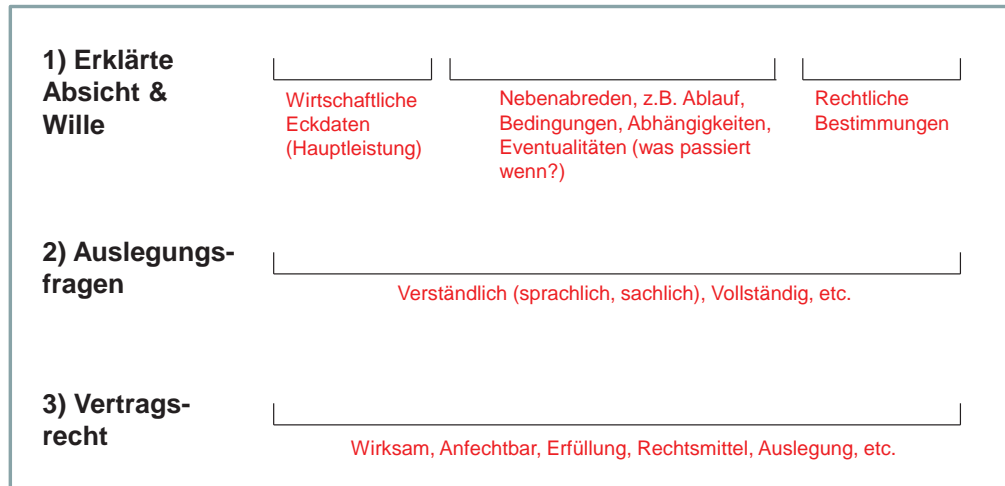 1) Erklärte
Absicht &
Wille
Wirtschaftliche
Eckdaten
(Hauptleistung)
Nebenabreden, z.B. Ablauf,
Bedingungen, Abhängigkeiten,
Eventualitäten (was passiert
wenn?)
Rechtliche
Bestimmungen
2) Auslegungs-
fragen
Verständlich (sprachlich, sachlich), Vollständig, etc.
3) Vertrags-
recht
Wirksam, Anfechtbar, Erfüllung, Rechtsmittel, Auslegung, etc.